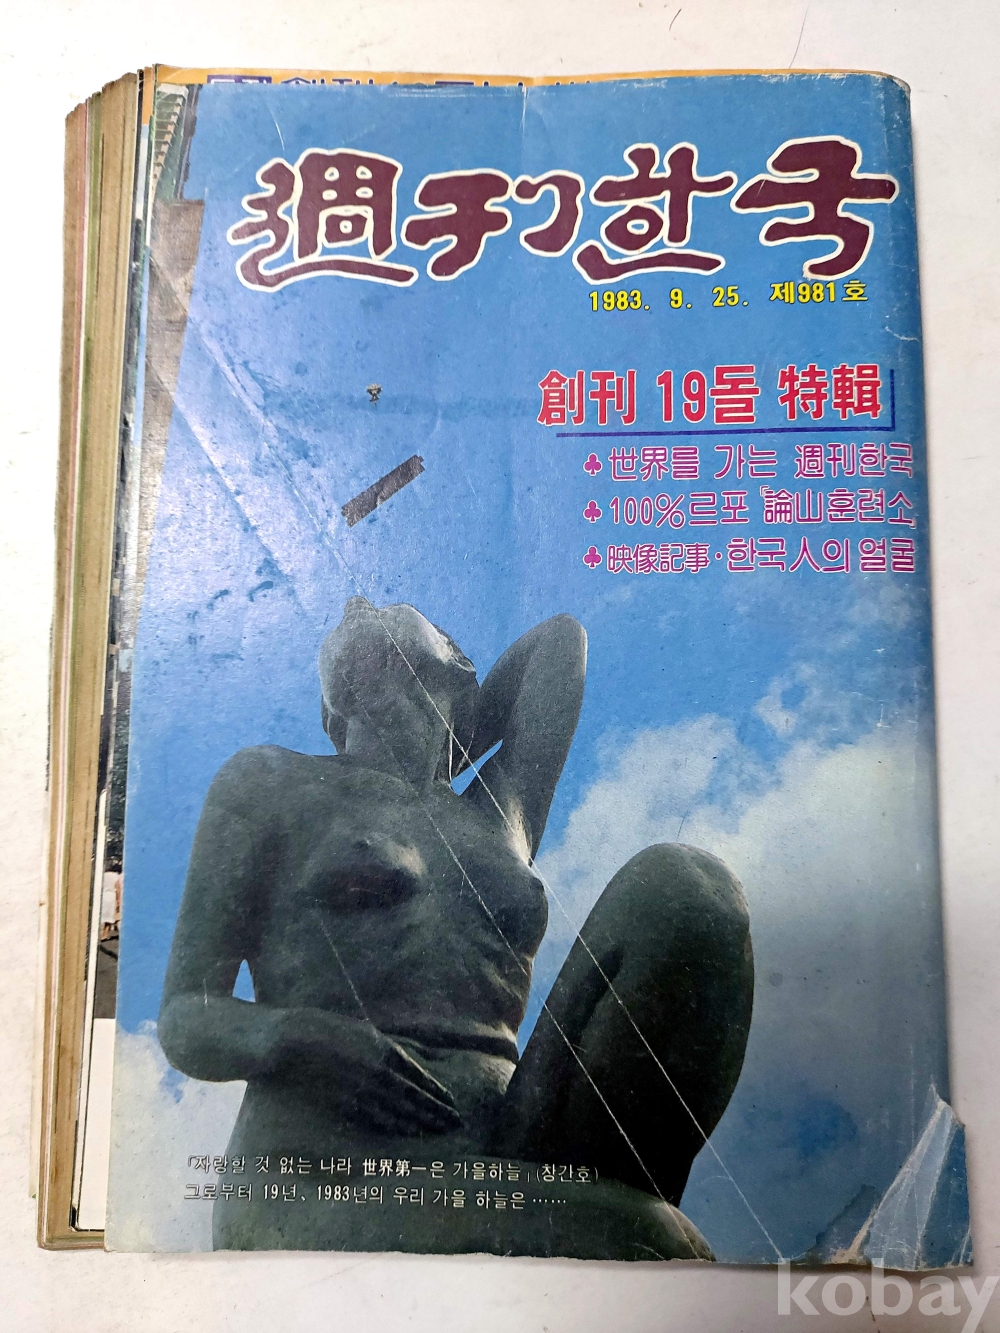 週刊한국
1983. 9. 25. 제981호
創刊 19돌 特輯
♣世界를 가는 週刊한국
♣100%르포 「論山훈련소」
♣映像記事·한국人의 얼굴
「자랑할 것 없는 나라 世界第一은 가을하늘」(창간호)
그로부터 19년、1983년의 우리 가을 하늘은……
kobay